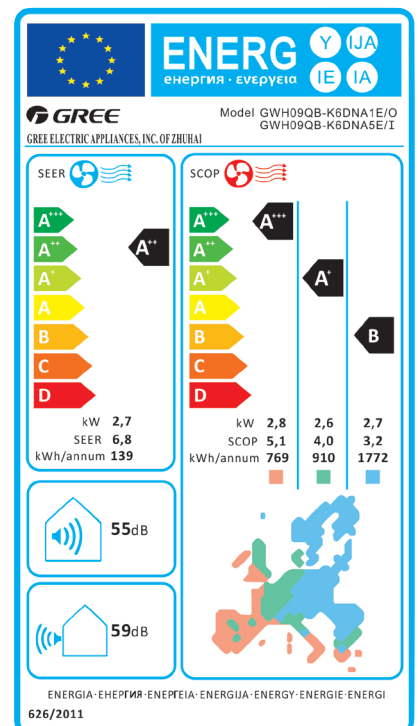 ENERG Y IJA
енергия · ενεργεια IE IA
GREE
Model GWH09QB-K6DNA1E/O
GWH09QB-K6DNA5E/I
GREE ELECTRIC APPLIANCES, INC. OF ZHUHAI
SEER
A+++
A++
A+
A
B
C
D
A++
kW 2,7
SEER 6,8
kWh/annum 139
SCOP
A+++
A++
A+
A
B
C
D
A+++
A+
B
kW 2,8 2,6 2,7
SCOP 5,1 4,0 3,2
kWh/annum 769 910 1772
55dB
59dB
ENERGIA·ЕНЕРГИЯ·ΕΝΕΡΓΕΙΑ·ENERGIJA·ENERGY·ENERGIE·ENERGI
626/2011